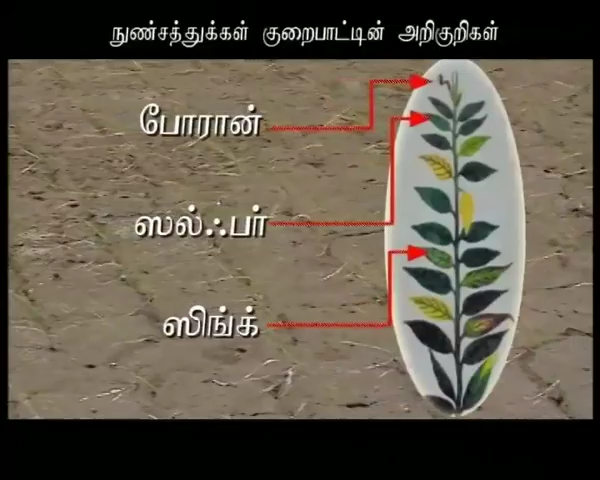 நுண்சத்துக்கள் குறைபாட்டின் அறிகுறிகள்
போரான்
ஸல்ஃபர்
ஸிங்க்